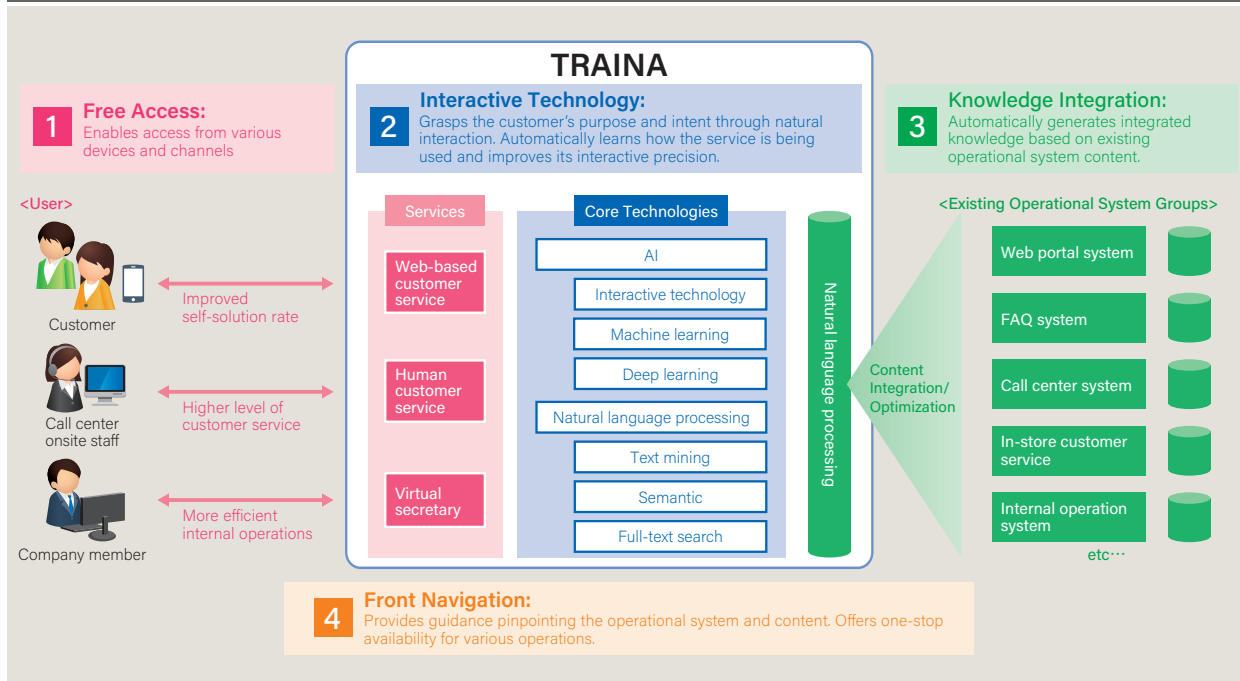 TRAINA
1
Free Access:
Enables access from various
devices and channels
2
Interactive Technology:
Grasps the customer's purpose and intent through natural
interaction. Automatically learns how the service is being
used and improves its interactive precision.
3
Knowledge Integration:
Automatically generates integrated
knowledge based on existing
operational system content.
<User>
Customer
Improved
self-solution rate
Call center
onsite staff
Higher level of
customer service
Company member
More efficient
internal operations
Services
Web-based
customer
service
Human
customer
service
Virtual
secretary
Core Technologies
AI
Interactive technology
Machine learning
Deep learning
Natural language processing
Text mining
Semantic
Full-text search
Natural language processing
Content
Integration/
Optimization
<Existing Operational System Groups>
Web portal system
FAQ system
Call center system
In-store customer
service
Internal operation
system
etc…
4
Front Navigation:
Provides guidance pinpointing the operational system and content. Offers one-stop
availability for various operations.